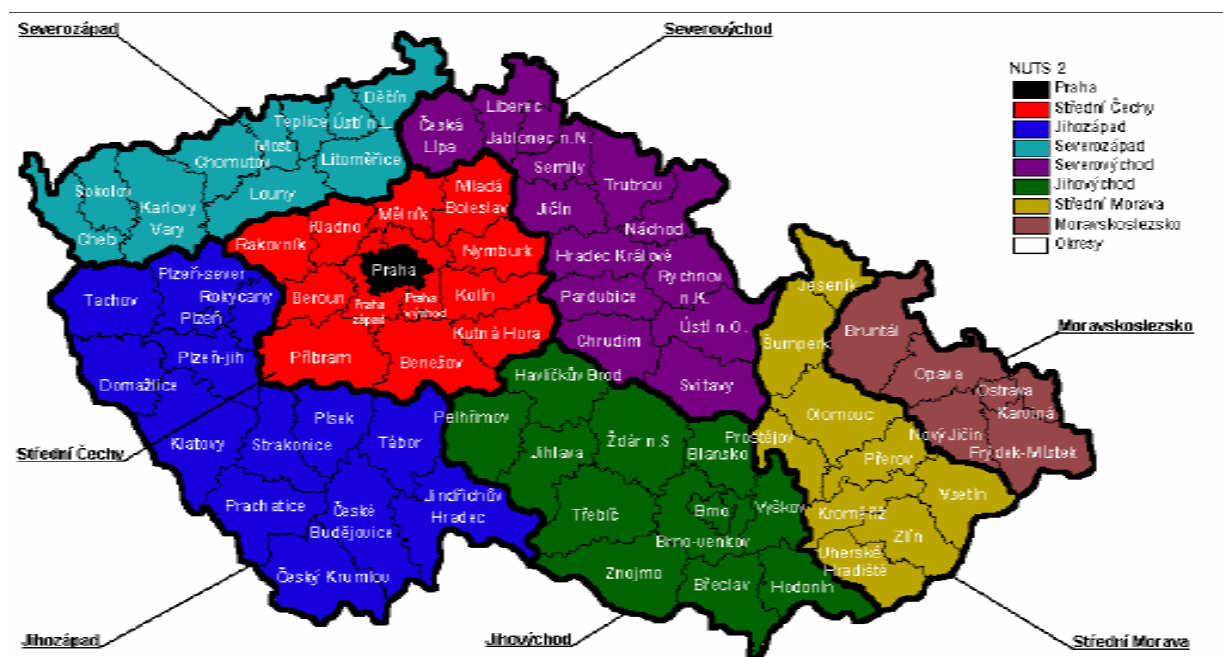 Severozápad
Severovýchod
NUTS 2
Praha
Střední Čechy
Jihozápad
Severozápad
Severovýchod
Jihovýchod
Střední Morava
Moravskoslezsko
Okresy
Děčín
Teplice
Ústí n.L.
Most
Chomutov
Litoměřice
Louny
Sokolov
Karlovy
Vary
Cheb
Liberec
Česká
Lípa
Jablonec n.N.
Semily
Trutnov
Jičín
Náchod
Hradec Králové
Rychnov
n.K.
Pardubice
Ústí n.O.
Chrudim
Svitavy
Mladá
Boleslav
Mělník
Kladno
Rakovník
Nymburk
Praha
Beroun
Praha
západ
Praha
východ
Kolín
Kutná Hora
Příbram
Benešov
Plzeň-sever
Tachov
Rokycany
Plzeň
Plzeň-jih
Domažlice
Klatovy
Písek
Strakonice
Tábor
Prachatice
České
Budějovice
Jindřichův
Hradec
Český Krumlov
Havlíčkův Brod
Pelhřimov
Jihlava
Žďár n.S
Blansko
Třebíč
Brno
Vyškov
Brno-venkov
Znojmo
Břeclav
Hodonín
Jeseník
Šumperk
Olomouc
Prostějov
Přerov
Kroměříž
Vsetín
Zlín
Uherské
Hradiště
Bruntál
Opava
Ostrava
Karviná
Nový Jičín
Frýdek-Místek
Moravskoslezsko
Střední Čechy
Jihozápad
Jihovýchod
Střední Morava